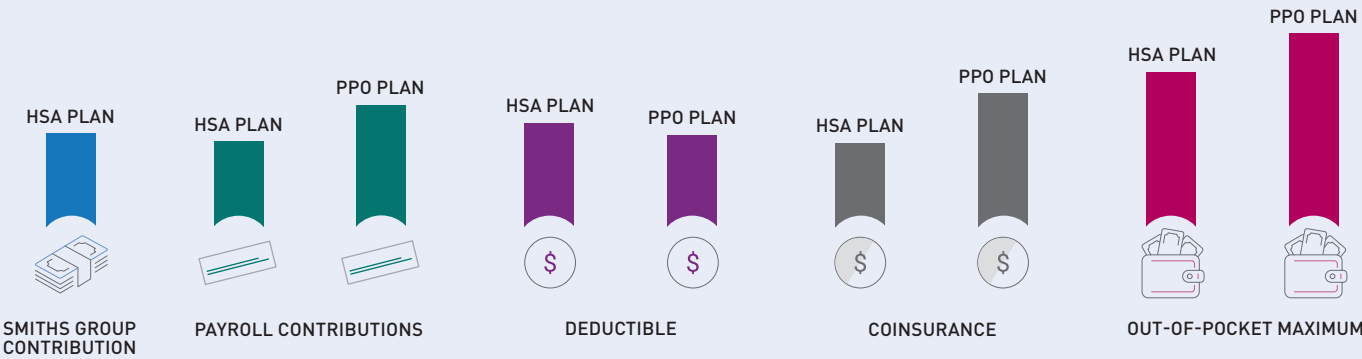 HSA PLAN
SMITHS GROUP
CONTRIBUTION
HSA PLAN
PPO PLAN
PAYROLL CONTRIBUTIONS
HSA PLAN
PPO PLAN
$
$
DEDUCTIBLE
HSA PLAN
PPO PLAN
$
$
COINSURANCE
HSA PLAN
PPO PLAN
OUT-OF-POCKET MAXIMUM